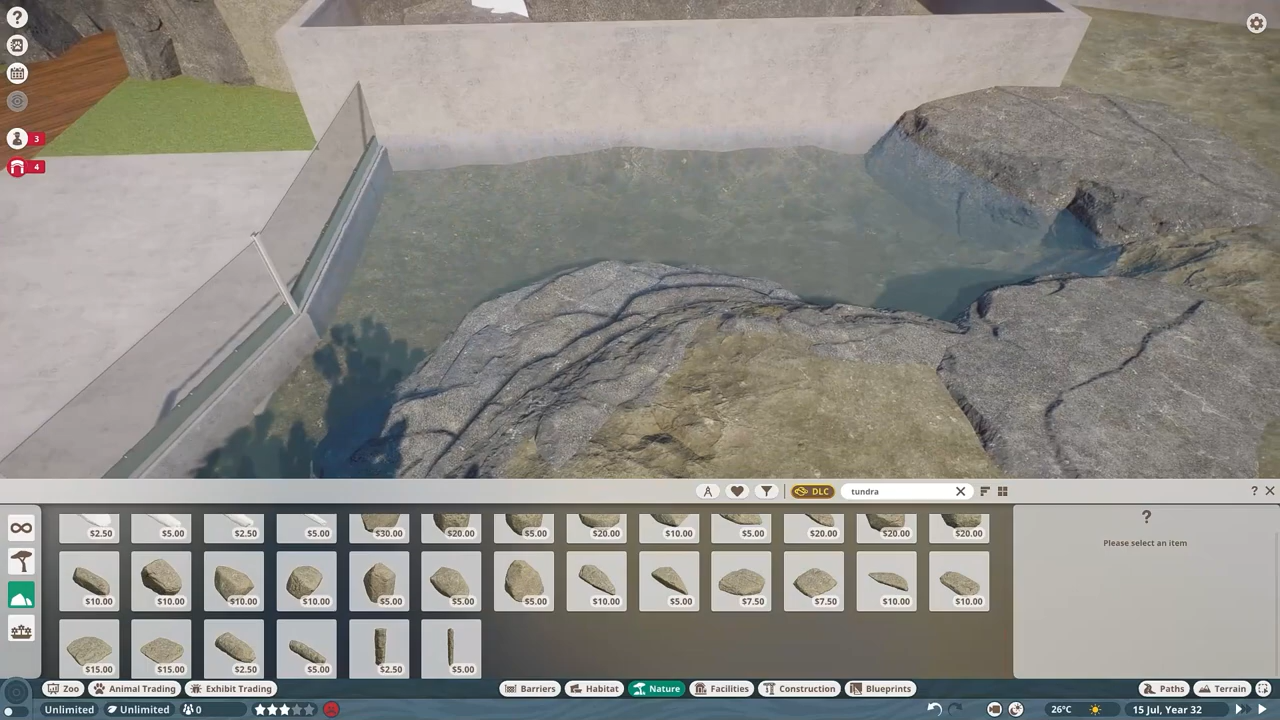 3
4
DLC
tundra
?
$2.50 $5.00 $2.50 $5.00 $30.00 $20.00 $5.00 $20.00 $10.00 $5.00 $20.00 $20.00 $20.00
?
Please select an item
$10.00 $10.00 $10.00 $10.00 $5.00 $5.00 $5.00 $10.00 $5.00 $7.50 $7.50 $10.00 $10.00
$15.00 $15.00 $2.50 $5.00 $2.50 $5.00
Zoo Animal Trading Exhibit Trading Barriers Habitat Nature Facilities Construction Blueprints Paths Terrain
Unlimited Unlimited 0 26°C 15 Jul, Year 32